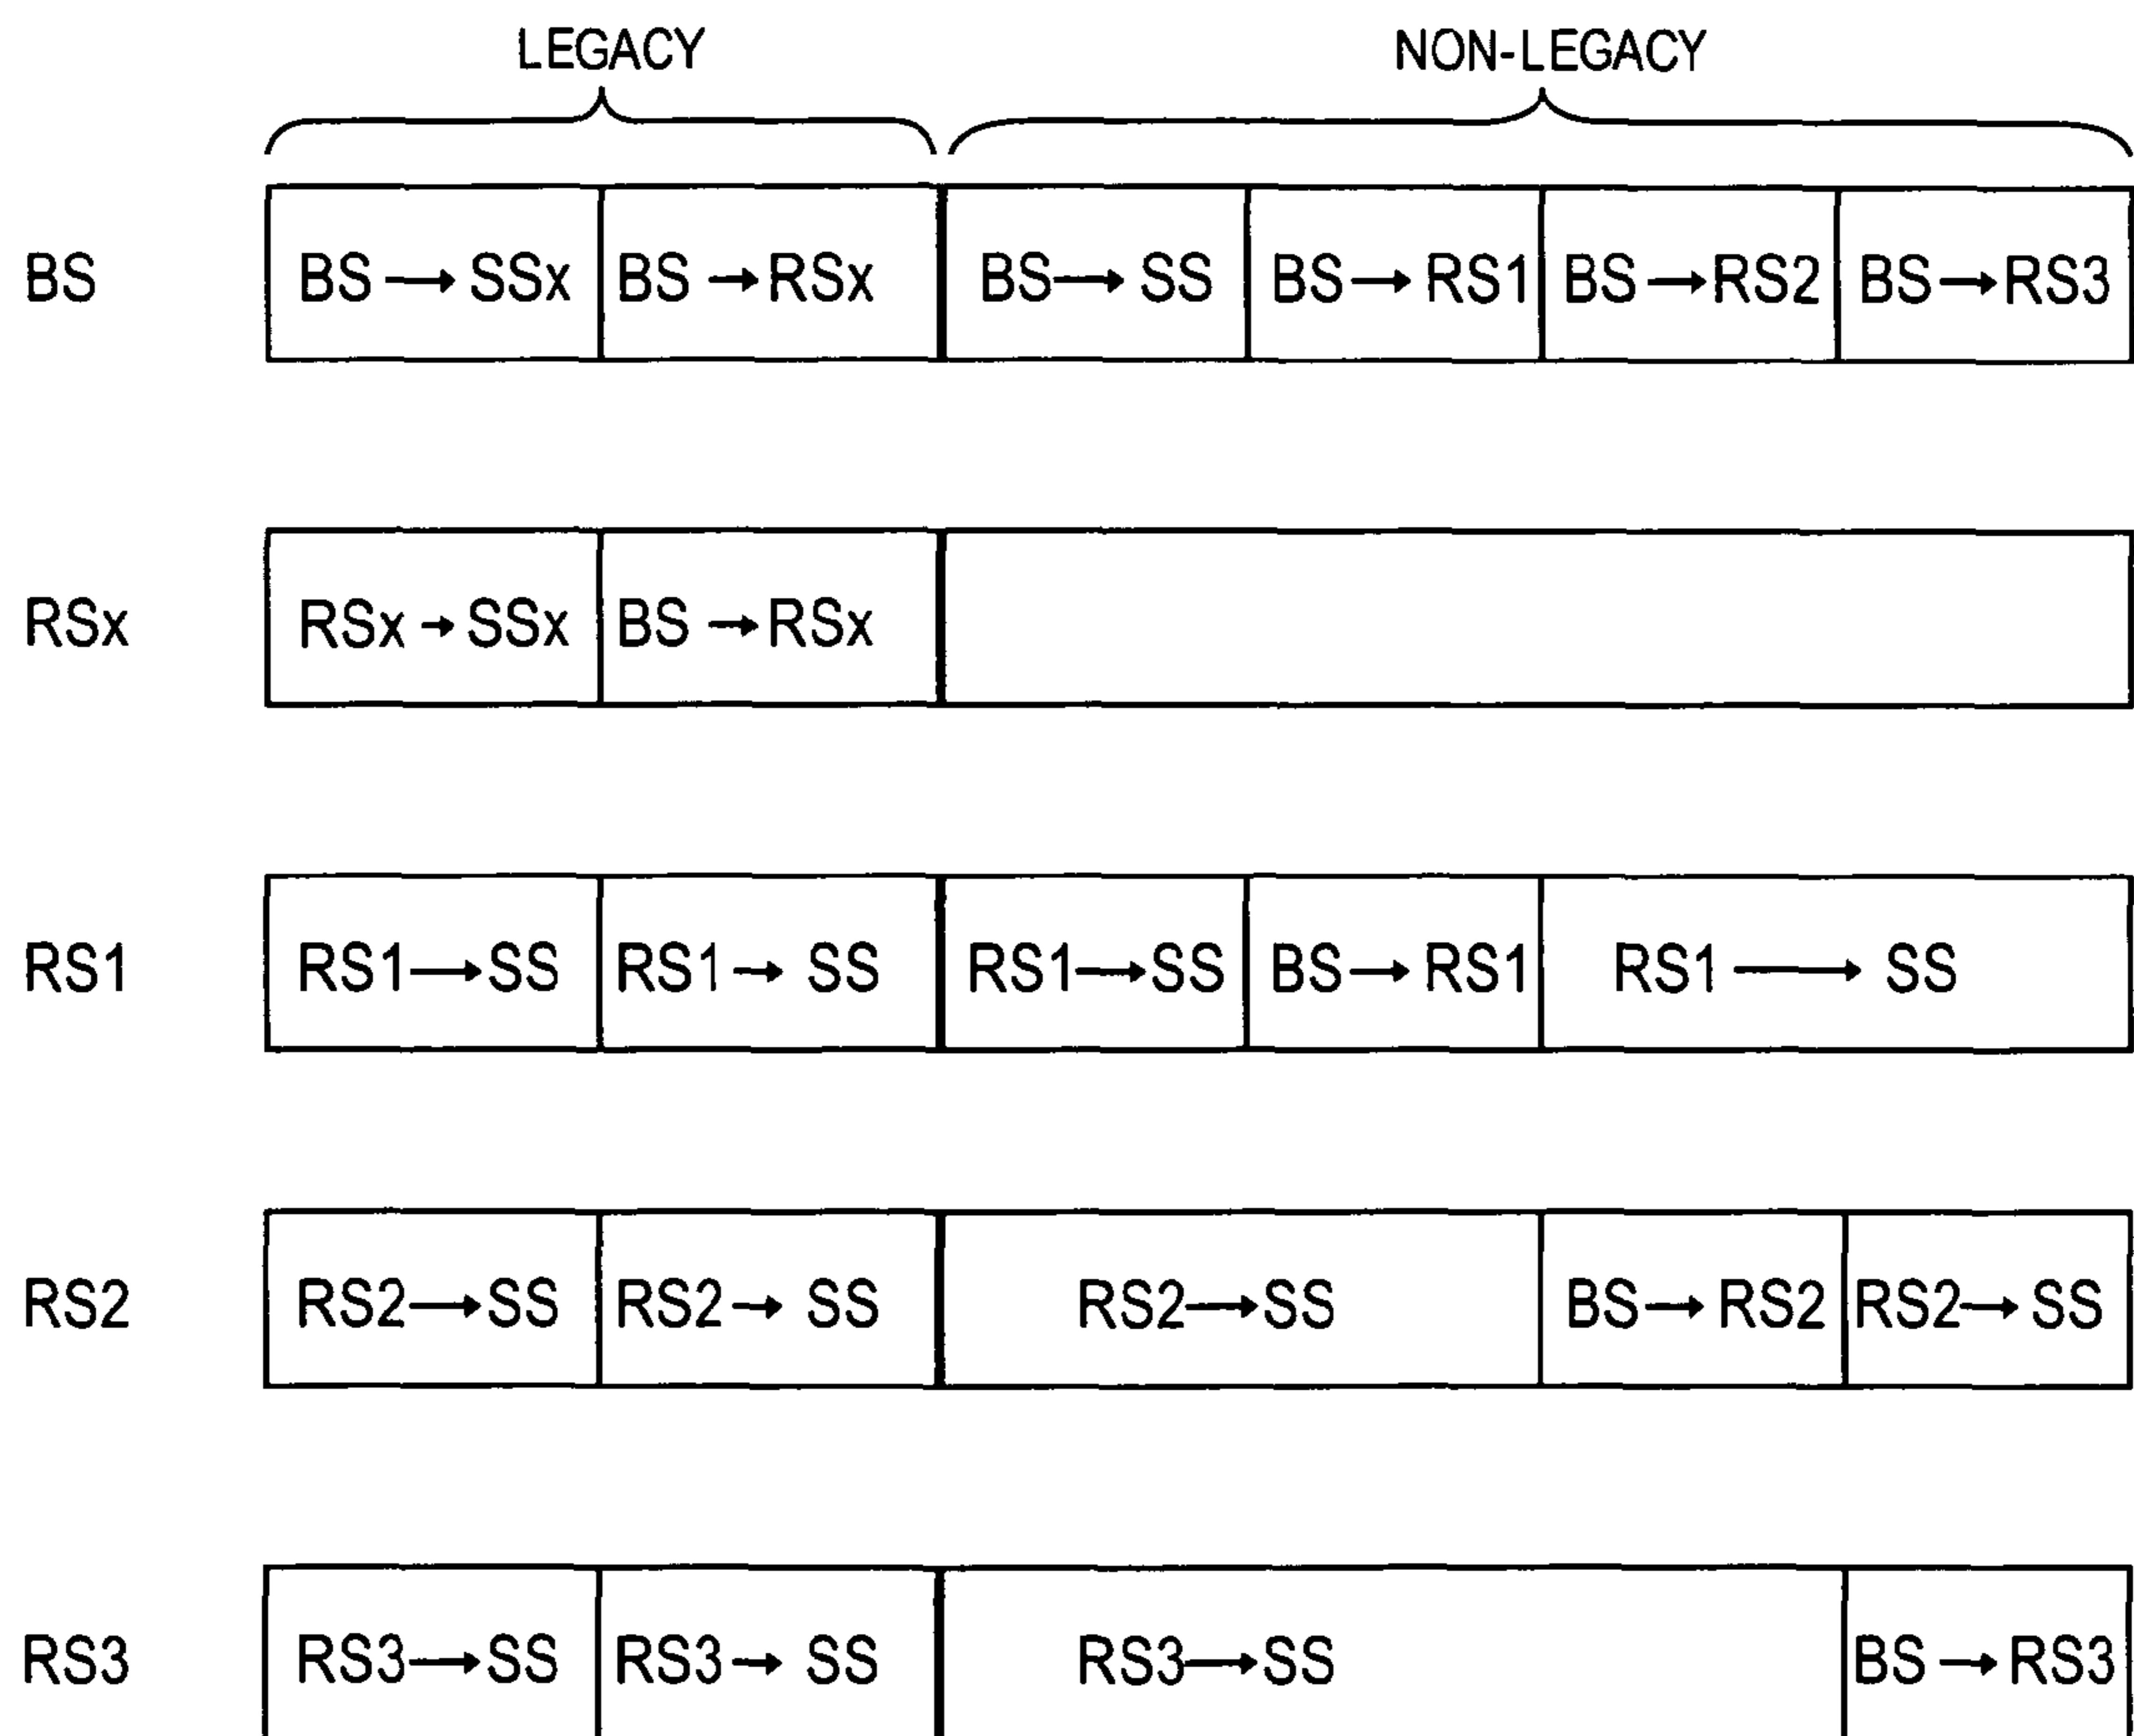 LEGACY NON-LEGACY
BS BS → SSx BS → RSx BS → SS BS → RS1 BS → RS2 BS → RS3
RSx RSx → SSx BS → RSx
RS1 RS1 → SS RS1 → SS RS1 → SS BS → RS1 RS1 → SS
RS2 RS2 → SS RS2 → SS RS2 → SS BS → RS2 RS2 → SS
RS3 RS3 → SS RS3 → SS RS3 → SS BS → RS3